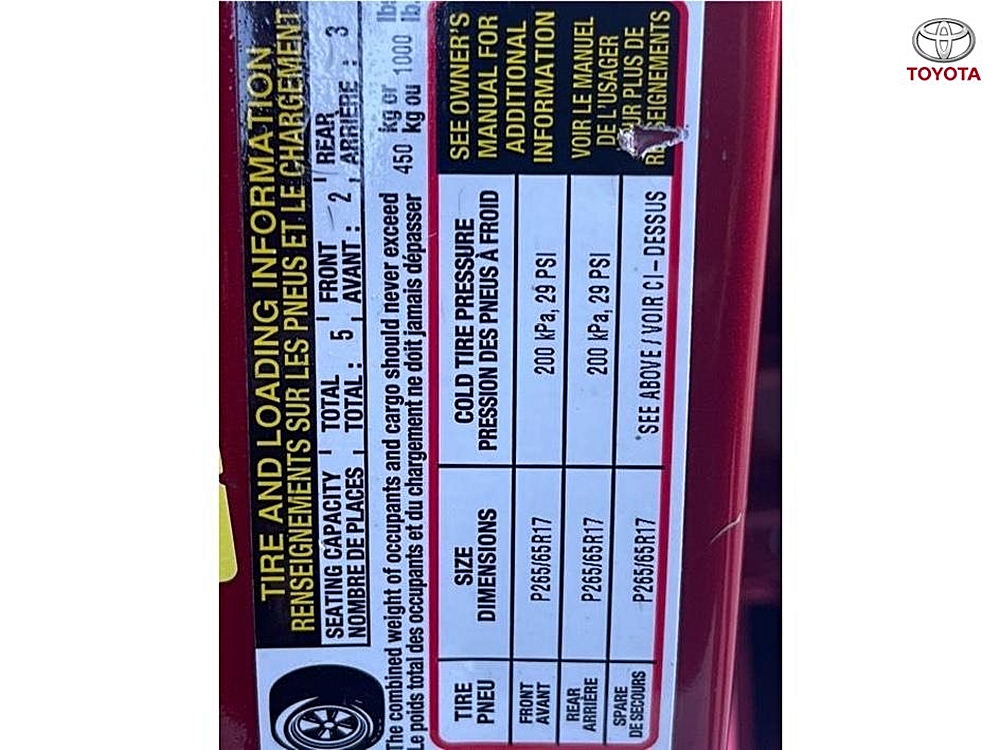 TIRE AND LOADING INFORMATION
RENSEIGNEMENTS SUR LES PNEUS ET LE CHARGEMENT
SEATING CAPACITY TOTAL 5 FRONT 2 REAR 3
NOMBRE DE PLACES TOTAL : AVANT : ARRIÈRE :
The combined weight of occupants and cargo should never exceed 450 kg or 1000 lbs.
Le poids total des occupants et du chargement ne doit jamais dépasser kg ou lb.
TIRE SIZE COLD TIRE PRESSURE SEE OWNER'S
PNEU DIMENSIONS PRESSION DES PNEUS À FROID MANUAL FOR
ADDITIONAL
INFORMATION
VOIR LE MANUEL
DE L'USAGER
PLUS DE
FRONT P265/65R17 200 kPa, 29 PSI
AVANT
REAR P265/65R17 200 kPa, 29 PSI
ARRIÈRE
SPARE P265/65R17 *SEE ABOVE / VOIR CI-DESSUS
DE SECOURS
TOYOTA